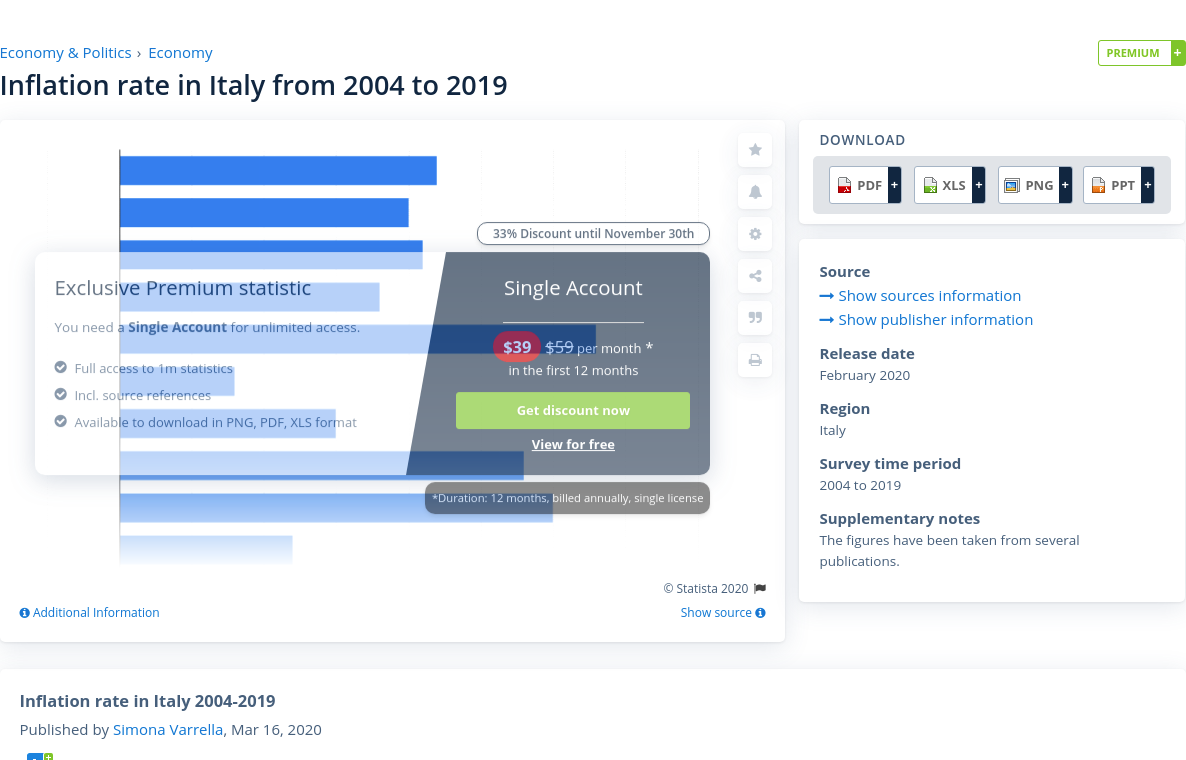 Economy & Politics › Economy
PREMIUM +
Inflation rate in Italy from 2004 to 2019
33% Discount until November 30th
Exclusive Premium statistic
You need a Single Account for unlimited access.
Full access to 1m statistics
Incl. source references
Available to download in PNG, PDF, XLS format
Single Account
$39 $59 per month *
in the first 12 months
Get discount now
View for free
*Duration: 12 months, billed annually, single license
© Statista 2020
Additional Information
Show source
DOWNLOAD
PDF + XLS + PNG + PPT +
Source
Show sources information
Show publisher information
Release date
February 2020
Region
Italy
Survey time period
2004 to 2019
Supplementary notes
The figures have been taken from several
publications.
Inflation rate in Italy 2004-2019
Published by Simona Varrella, Mar 16, 2020